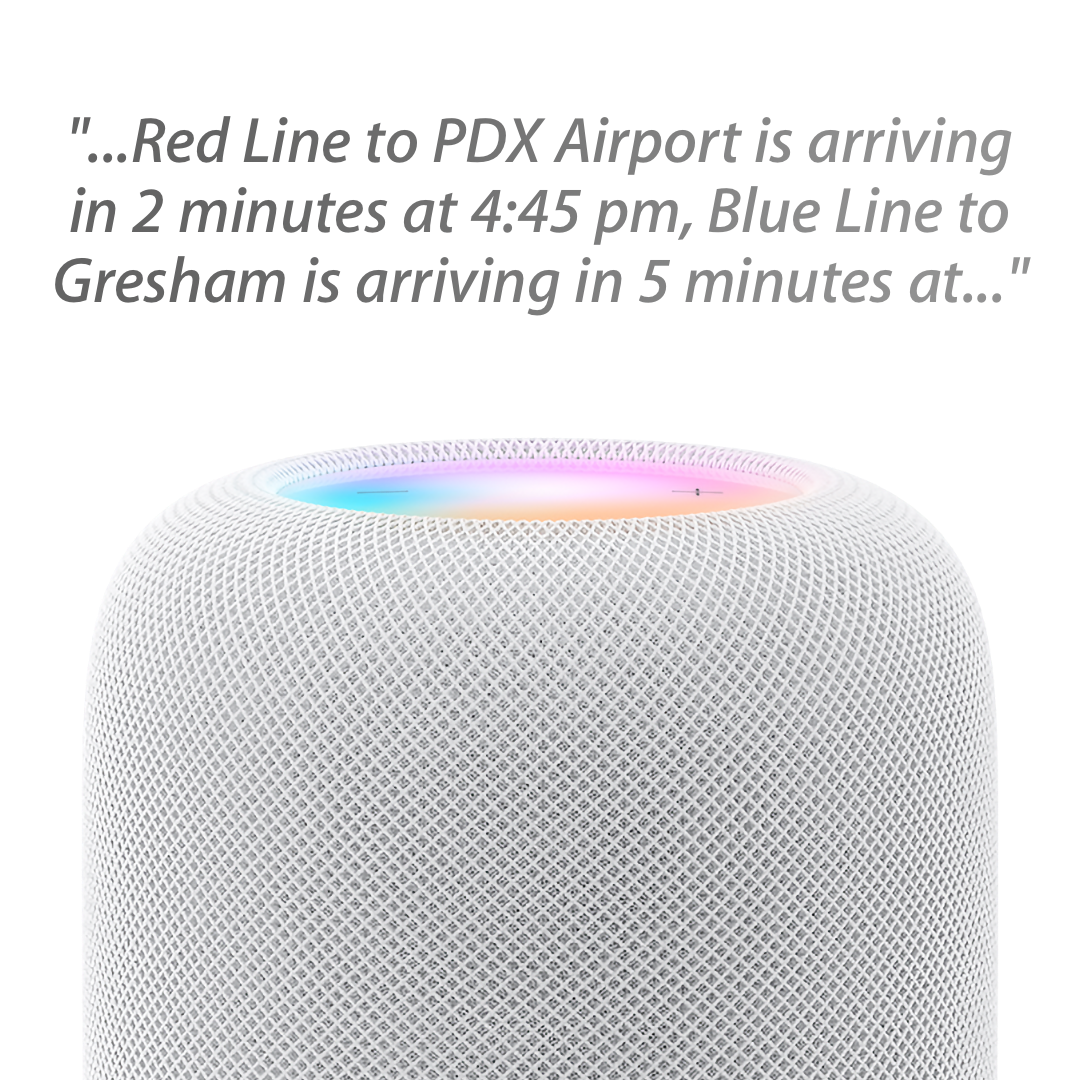 "...Red Line to PDX Airport is arriving
in 2 minutes at 4:45 pm, Blue Line to
Gresham is arriving in 5 minutes at..."